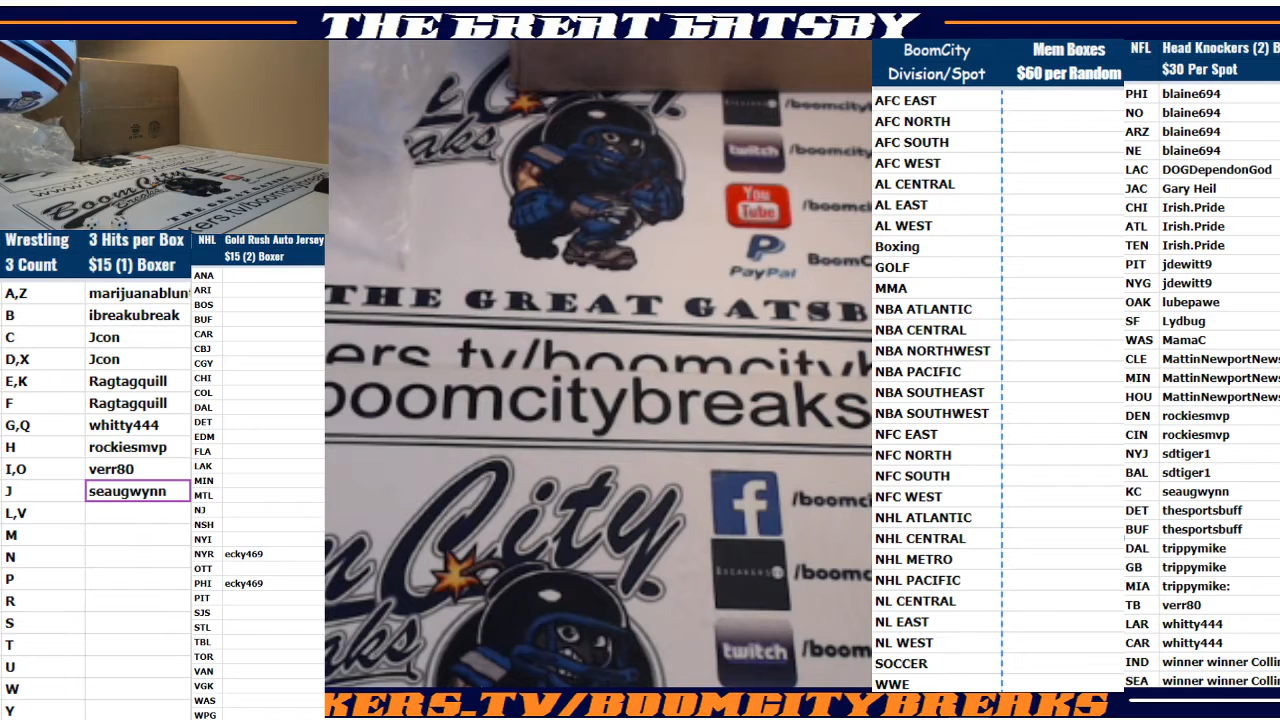 THE GREAT GATSBY
Boom City
/boomcity
twitch
/boomcity
You
Tube
/boomcit
PayPal
BoomC
THE GREAT GATSB
ers.tv/boomcityb
boomcitybreaks
City
/boom
/boomc
twitch
/boom
KERS.TV/BOOMCITYBREAKS
Wrestling 3 Hits per Box
3 Count $15 (1) Boxer
A,Z marijuanablun
B ibreakubreak
C Jcon
D,X Jcon
E,K Ragtagquill
F Ragtagquill
G,Q whitty444
H rockiesmvp
I,O verr80
J seaugwynn
L,V
M
N
P
R
S
T
U
W
Y
NHL Gold Rush Auto Jersey
$15 (2) Boxer
ANA
ARI
BOS
BUF
CAR
CBJ
CGY
CHI
COL
DAL
DET
EDM
FLA
LAK
MIN
MTL
NJ
NSH
NYI
NYR ecky469
OTT
PHI ecky469
PIT
SJS
STL
TBL
TOR
VAN
VGK
WAS
WPG
BoomCity Mem Boxes
Division/Spot $60 per Random
AFC EAST
AFC NORTH
AFC SOUTH
AFC WEST
AL CENTRAL
AL EAST
AL WEST
Boxing
GOLF
MMA
NBA ATLANTIC
NBA CENTRAL
NBA NORTHWEST
NBA PACIFIC
NBA SOUTHEAST
NBA SOUTHWEST
NFC EAST
NFC NORTH
NFC SOUTH
NFC WEST
NHL ATLANTIC
NHL CENTRAL
NHL METRO
NHL PACIFIC
NL CENTRAL
NL EAST
NL WEST
SOCCER
WWE
NFL Head Knockers (2) B
$30 Per Spot
PHI blaine694
NO blaine694
ARZ blaine694
NE blaine694
LAC DOGDependonGod
JAC Gary Heil
CHI Irish.Pride
ATL Irish.Pride
TEN Irish.Pride
PIT jdewitt9
NYG jdewitt9
OAK lubepawe
SF Lydbug
WAS MamaC
CLE MattinNewportNews
MIN MattinNewportNews
HOU MattinNewportNews
DEN rockiesmvp
CIN rockiesmvp
NYJ sdtiger1
BAL sdtiger1
KC seaugwynn
DET thesportsbuff
BUF thesportsbuff
DAL trippymike
GB trippymike
MIA trippymike:
TB verr80
LAR whitty444
CAR whitty444
IND winner winner Collin
SEA winner winner Collin